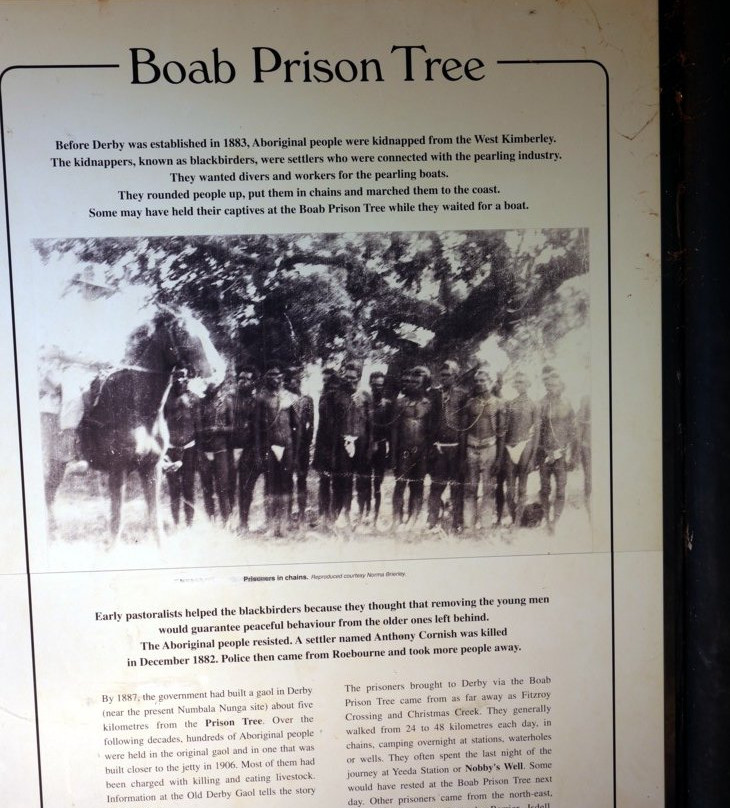 Boab Prison Tree
Before Derby was established in 1883, Aboriginal people were kidnapped from the West Kimberley.
The kidnappers, known as blackbirders, were settlers who were connected with the pearling industry.
They wanted divers and workers for the pearling boats.
They rounded people up, put them in chains and marched them to the coast.
Some may have held their captives at the Boab Prison Tree while they waited for a boat.
Prisoners in chains. Reproduced courtesy Norma Brierley.
Early pastoralists helped the blackbirders because they thought that removing the young men
would guarantee peaceful behaviour from the older ones left behind.
The Aboriginal people resisted. A settler named Anthony Cornish was killed
in December 1882. Police then came from Roebourne and took more people away.
By 1887, the government had built a gaol in Derby
(near the present Numbala Nunga site) about five
kilometres from the Prison Tree. Over the
following decades, hundreds of Aboriginal people
were held in the original gaol and in one that was
built closer to the jetty in 1906. Most of them had
been charged with killing and eating livestock.
Information at the Old Derby Gaol tells the story
The prisoners brought to Derby via the Boab
Prison Tree came from as far away as Fitzroy
Crossing and Christmas Creek. They generally
walked from 24 to 48 kilometres each day, in
chains, camping overnight at stations, waterholes
or wells. They often spent the last night of the
journey at Yeeda Station or Nobby's Well. Some
would have rested at the Boab Prison Tree next
day. Other prisoners came from the north-east,